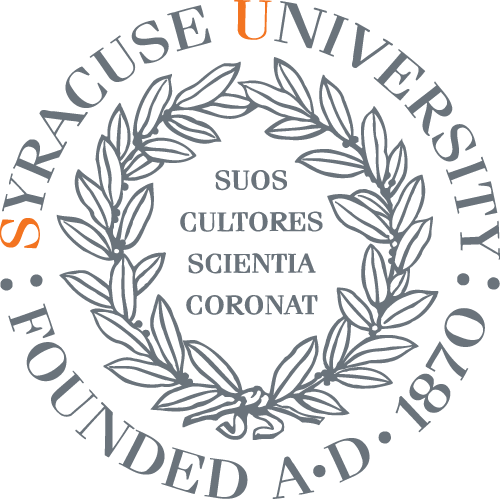 SYRACUSE UNIVERSITY
SUOS
CULTORES
SCIENTIA
CORONAT
: FOUNDED A·D·1870 :